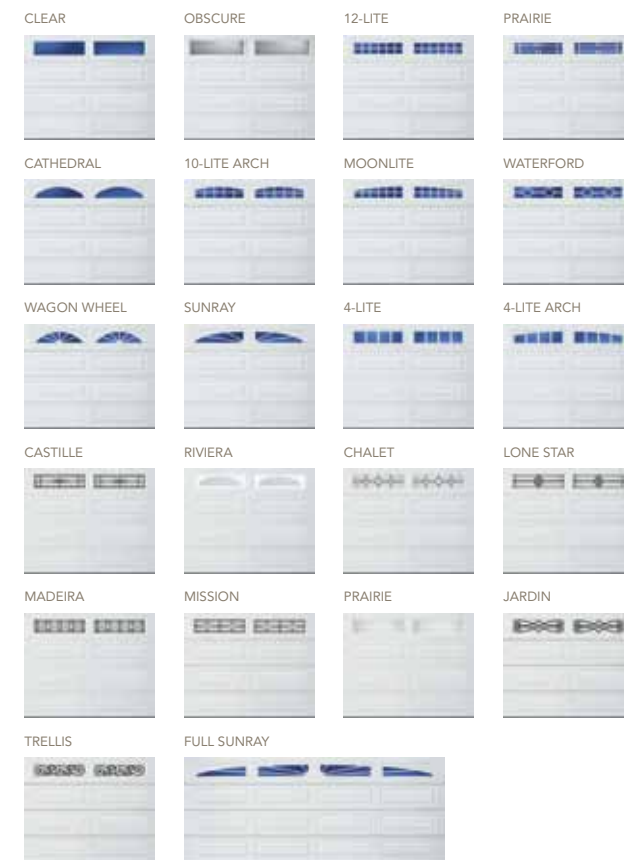 CLEAR
OBSCURE
12-LITE
PRAIRIE
CATHEDRAL
10-LITE ARCH
MOONLITE
WATERFORD
WAGON WHEEL
SUNRAY
4-LITE
4-LITE ARCH
CASTILLE
RIVIERA
CHALET
LONE STAR
MADEIRA
MISSION
PRAIRIE
JARDIN
TRELLIS
FULL SUNRAY